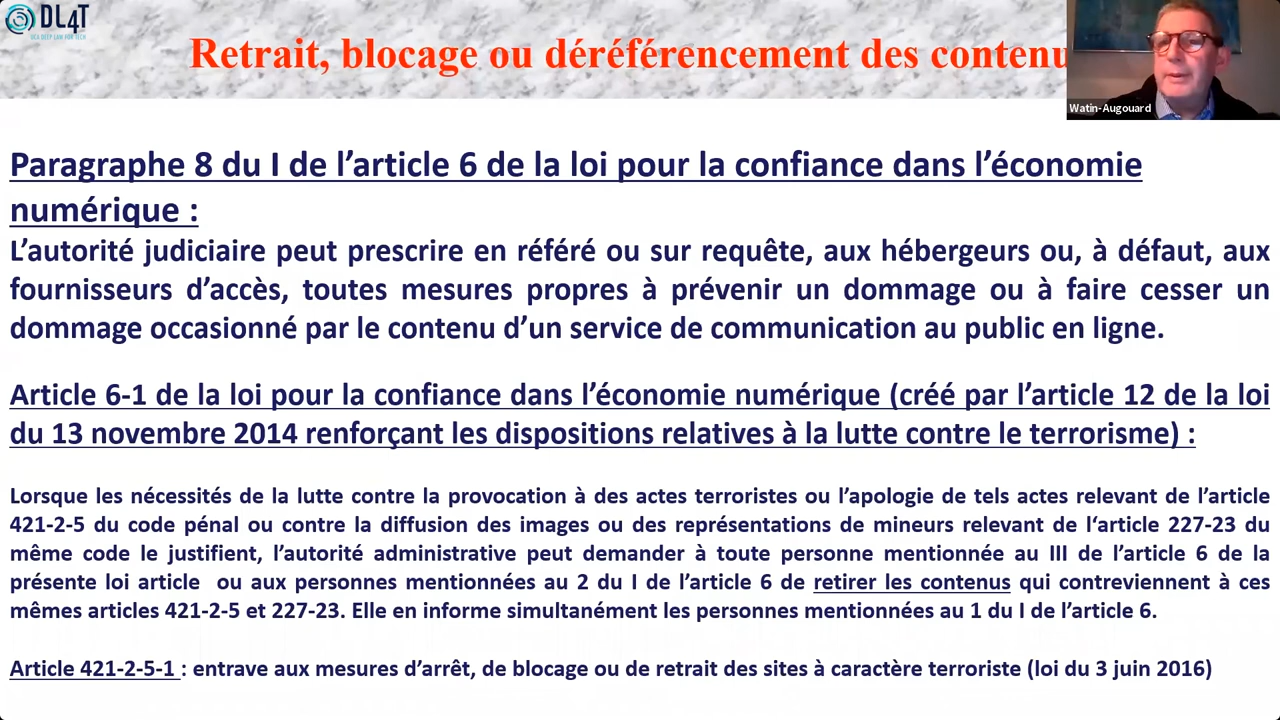 DL4T
UCA DEEP LAW FOR TECH
Retrait, blocage ou déréférencement des contenu
Watin-Augouard
Paragraphe 8 du I de l’article 6 de la loi pour la confiance dans l’économie
numérique :
L’autorité judiciaire peut prescrire en référé ou sur requête, aux hébergeurs ou, à défaut, aux
fournisseurs d’accès, toutes mesures propres à prévenir un dommage ou à faire cesser un
dommage occasionné par le contenu d’un service de communication au public en ligne.
Article 6-1 de la loi pour la confiance dans l’économie numérique (créé par l’article 12 de la loi
du 13 novembre 2014 renforçant les dispositions relatives à la lutte contre le terrorisme) :
Lorsque les nécessités de la lutte contre la provocation à des actes terroristes ou l’apologie de tels actes relevant de l’article
421-2-5 du code pénal ou contre la diffusion des images ou des représentations de mineurs relevant de l‘article 227-23 du
même code le justifient, l’autorité administrative peut demander à toute personne mentionnée au III de l’article 6 de la
présente loi article ou aux personnes mentionnées au 2 du I de l’article 6 de retirer les contenus qui contreviennent à ces
mêmes articles 421-2-5 et 227-23. Elle en informe simultanément les personnes mentionnées au 1 du I de l’article 6.
Article 421-2-5-1 : entrave aux mesures d’arrêt, de blocage ou de retrait des sites à caractère terroriste (loi du 3 juin 2016)